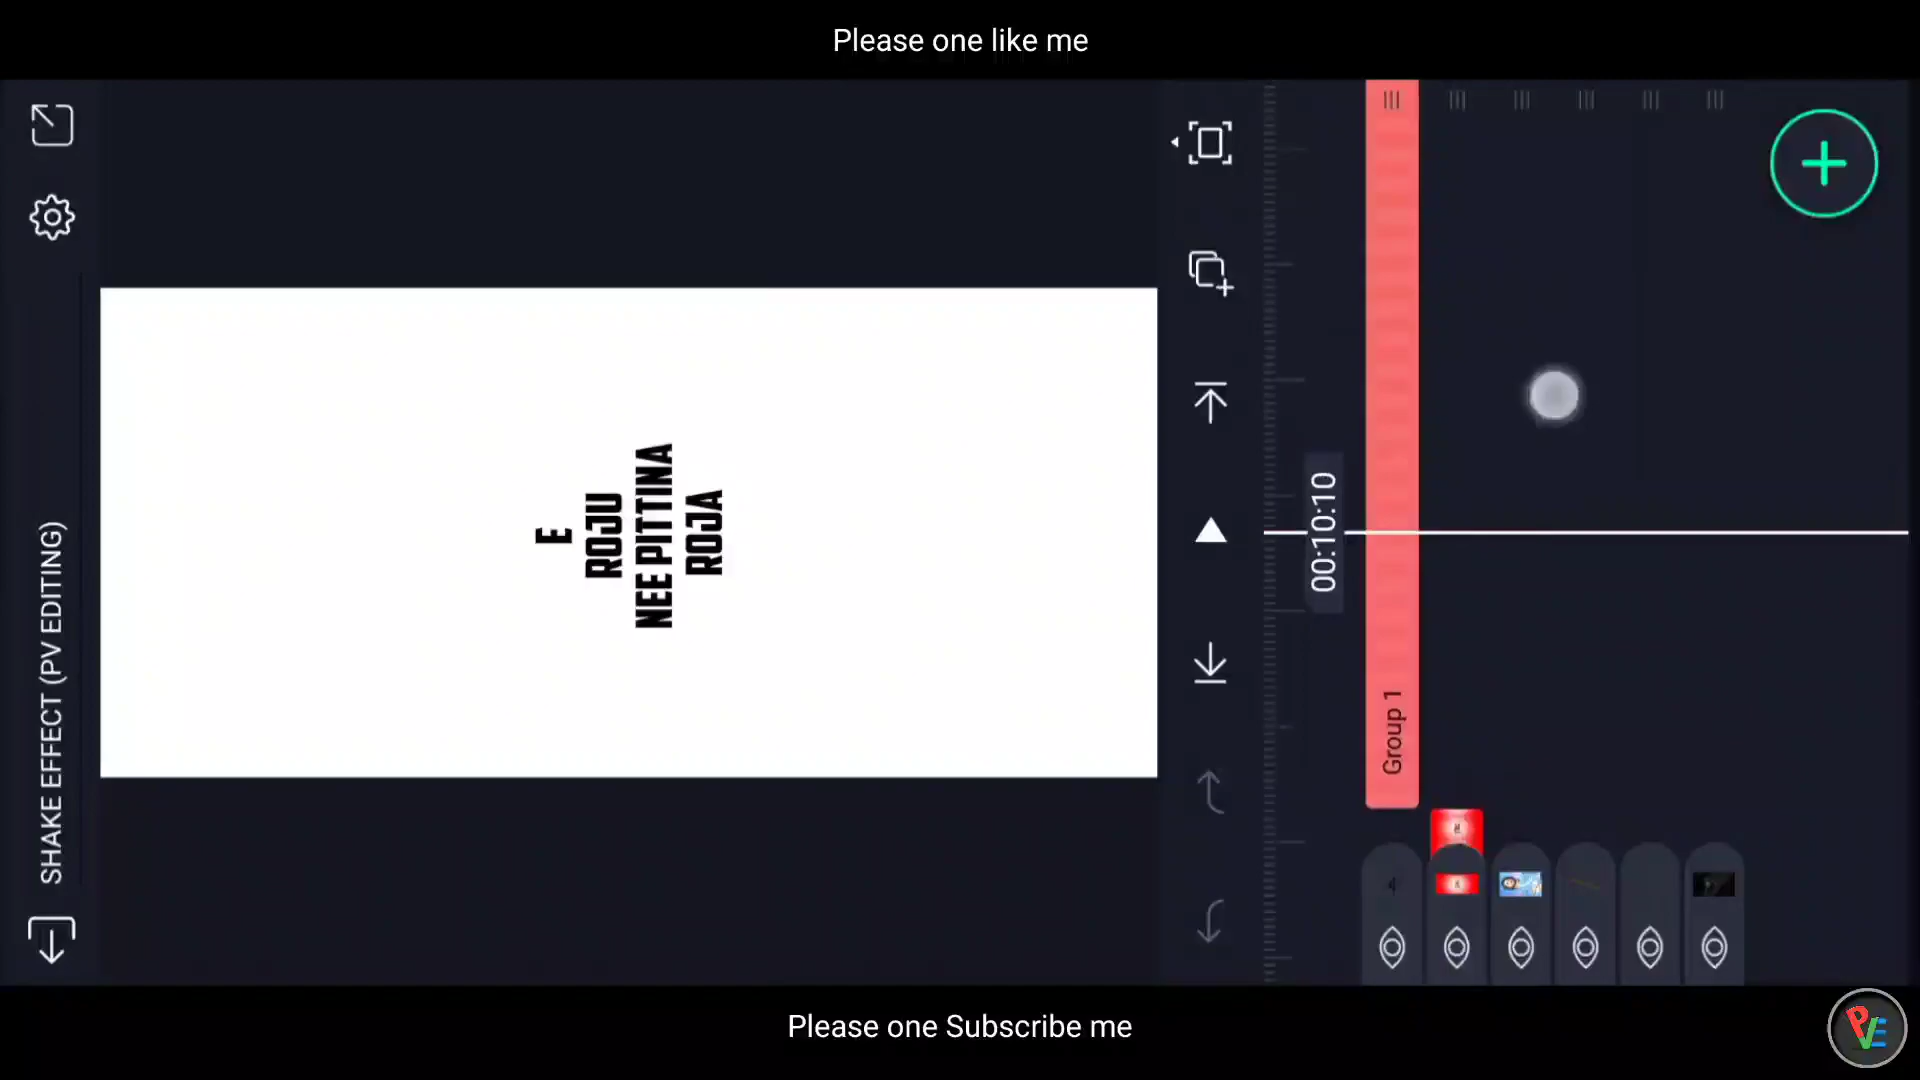 Please one like me
SHAKE EFFECT (PV EDITING)
E
ROJU
NEE PITTINA
ROJA
00:10:10
Group 1
Please one Subscribe me
PVE